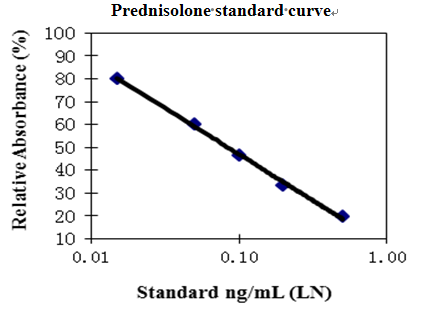 Prednisolone standard curve
Relative Absorbance (%)
100
90
80
70
60
50
40
30
20
10
0.01 0.10 1.00
Standard ng/mL (LN)